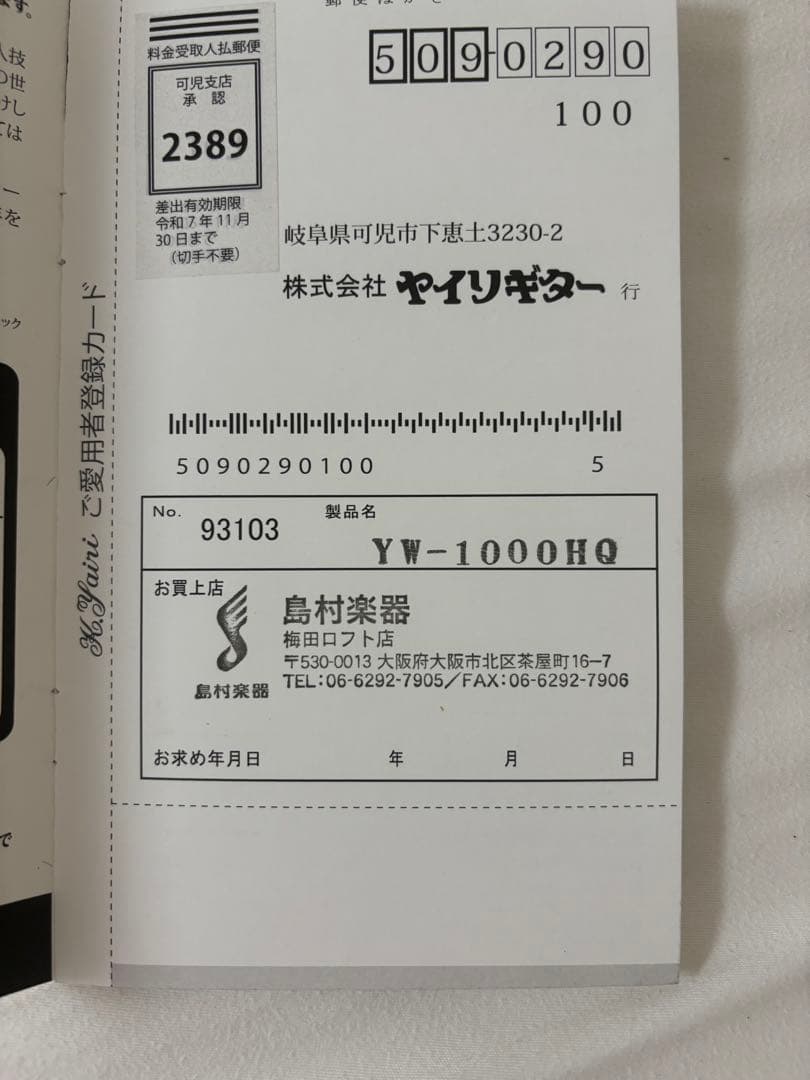 料金受取人払郵便
可児支店
承 認
2389
差出有効期限
令和7年11月
30日まで
(切手不要)
509-0290
100
岐阜県可児市下恵土3230-2
株式会社 ヤイリギター 行
5090290100 5
K.Yairi ご愛用者登録カード
No. 93103 製品名 YW-1000HQ
お買上店
島村楽器
島村楽器
梅田ロフト店
〒530-0013 大阪府大阪市北区茶屋町16-7
TEL:06-6292-7905/FAX:06-6292-7906
お求め年月日 年 月 日